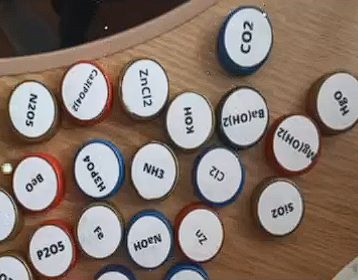 CO2
N2O5
Ca3(PO4)2
ZnCl2
KOH
Ba(OH)2
HgO
Mg(OH)2
BeO
H3PO4
NH3
Cl2
SiO2
P2O5
Fe
NaOH
Zn